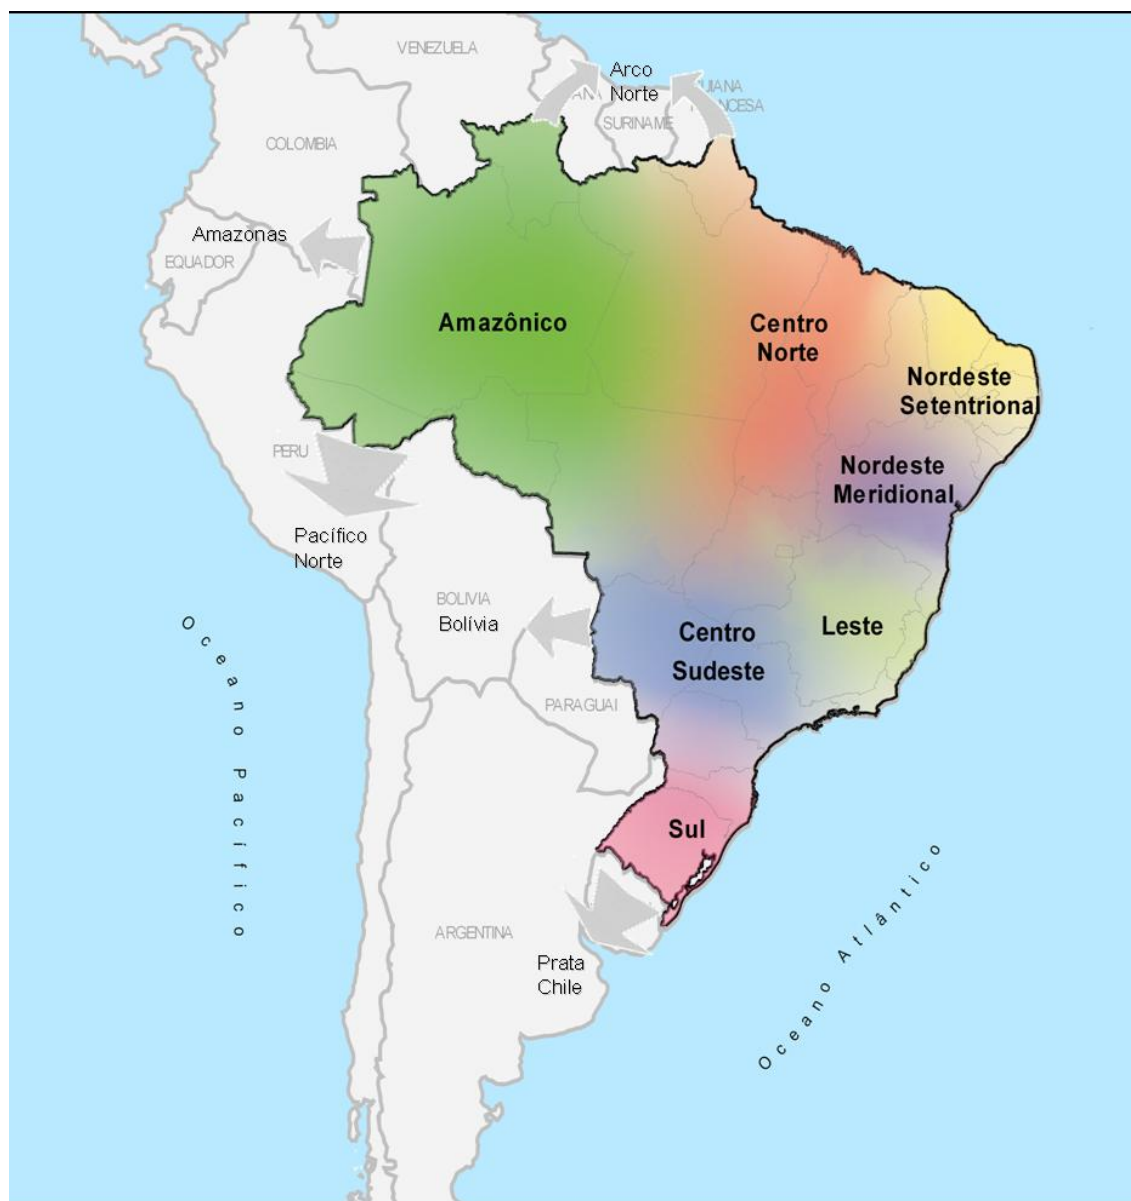 VENEZUELA
Arco
Norte
SURINAME
COLOMBIA
Amazonas
EQUADOR
Amazônico
Centro
Norte
Nordeste
Setentrional
PERU
Nordeste
Meridional
Pacífico
Norte
BOLIVIA
Bolívia
Centro
Sudeste
Leste
PARAGUAI
Sul
ARGENTINA
Prata
Chile
Oceano Pacífico
Oceano Atlântico